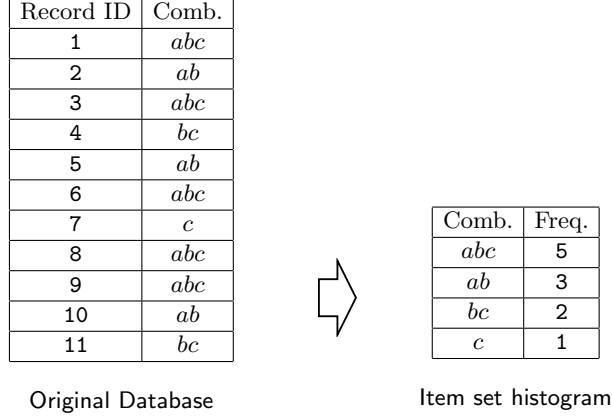 Record ID Comb.
1 abc
2 ab
3 abc
4 bc
5 ab
6 abc
7 c
8 abc
9 abc
10 ab
11 bc
Original Database
Comb. Freq.
abc 5
ab 3
bc 2
c 1
Item set histogram